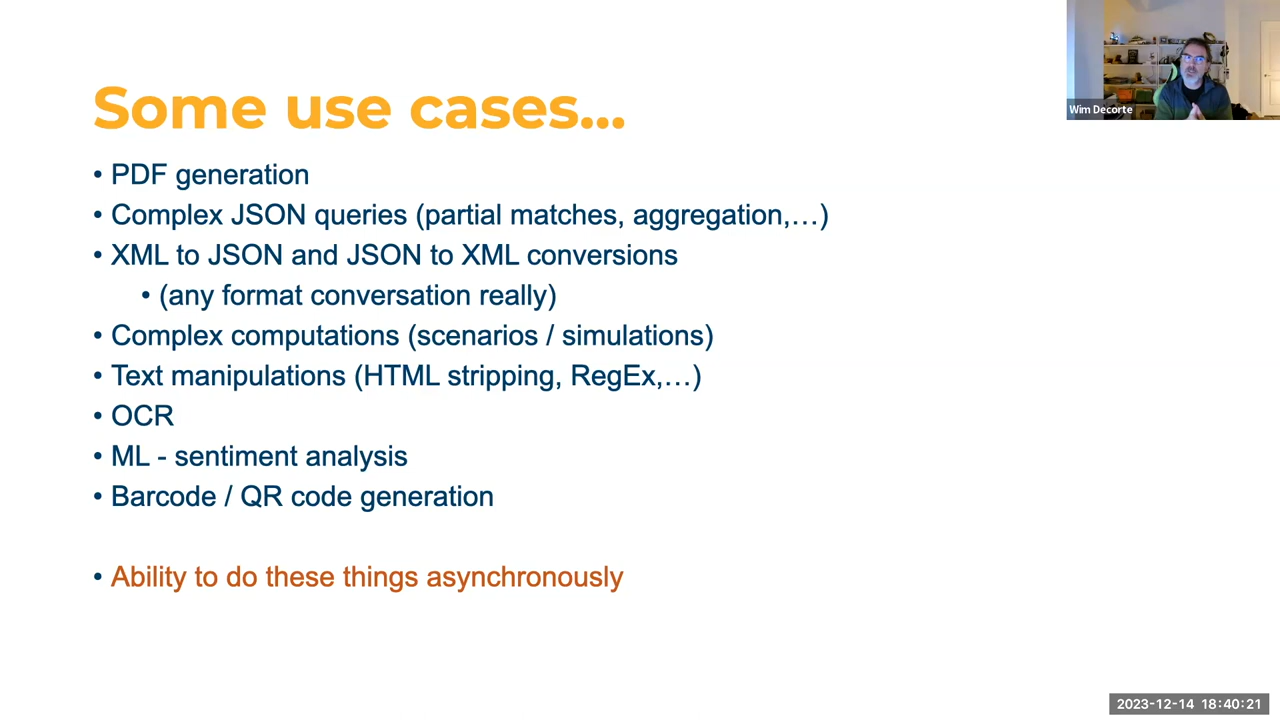 Some use cases...
• PDF generation
• Complex JSON queries (partial matches, aggregation,…)
• XML to JSON and JSON to XML conversions
• (any format conversation really)
• Complex computations (scenarios / simulations)
• Text manipulations (HTML stripping, RegEx,…)
• OCR
• ML - sentiment analysis
• Barcode / QR code generation
• Ability to do these things asynchronously
Wim Decorte
2023-12-14 18:40:21